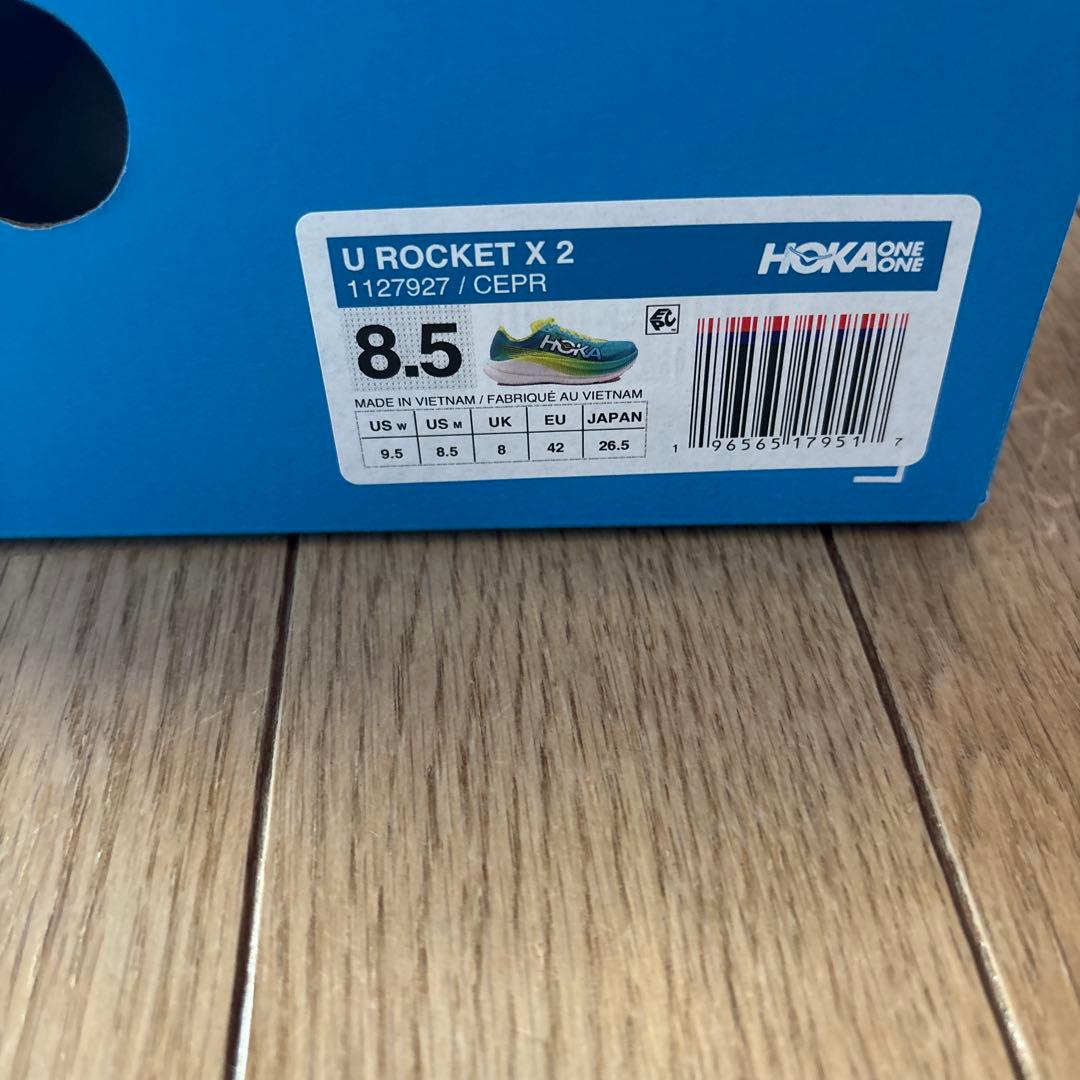 U ROCKET X 2
1127927 / CEPR
HOKA ONE ONE
8.5
HOKA
MADE IN VIETNAM / FABRIQUÉ AU VIETNAM
US W US M UK EU JAPAN
9.5 8.5 8 42 26.5
1 96565 17951 7